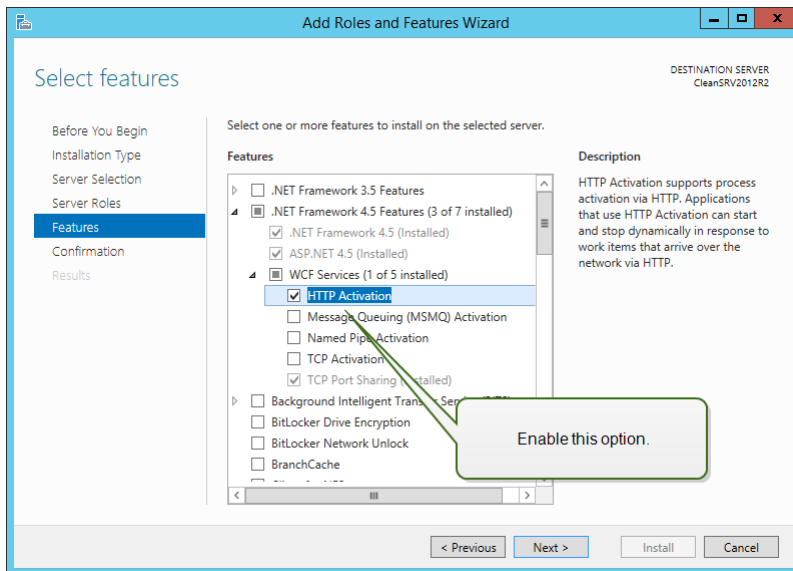 Add Roles and Features Wizard
Select features
DESTINATION SERVER
CleanSRV2012R2
Before You Begin
Installation Type
Server Selection
Server Roles
Features
Confirmation
Results
Select one or more features to install on the selected server.
Features
.NET Framework 3.5 Features
.NET Framework 4.5 Features (3 of 7 installed)
.NET Framework 4.5 (Installed)
ASP.NET 4.5 (Installed)
WCF Services (1 of 5 installed)
HTTP Activation
Message Queuing (MSMQ) Activation
Named Pipe Activation
TCP Activation
TCP Port Sharing (Installed)
Background Intelligent Transfer
BitLocker Drive Encryption
BitLocker Network Unlock
BranchCache
Enable this option.
Description
HTTP Activation supports process
activation via HTTP. Applications
that use HTTP Activation can start
and stop dynamically in response to
work items that arrive over the
network via HTTP.
< Previous
Next >
Install
Cancel